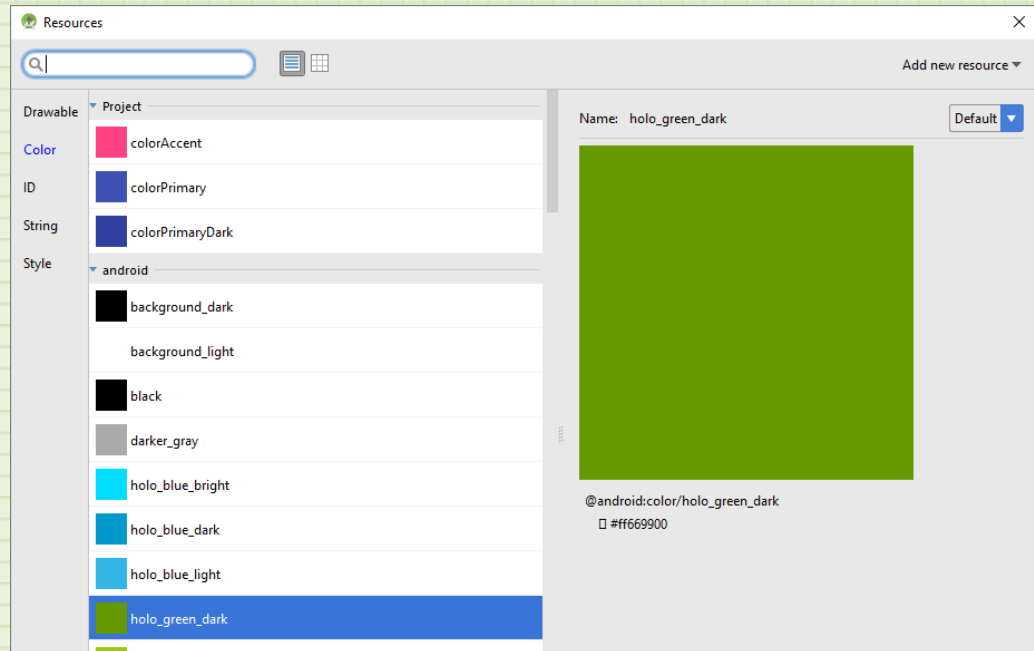 Resources
Add new resource
Drawable
Color
ID
String
Style
Project
colorAccent
colorPrimary
colorPrimaryDark
android
background_dark
background_light
black
darker_gray
holo_blue_bright
holo_blue_dark
holo_blue_light
holo_green_dark
Name: holo_green_dark
Default
@android:color/holo_green_dark
#ff669900